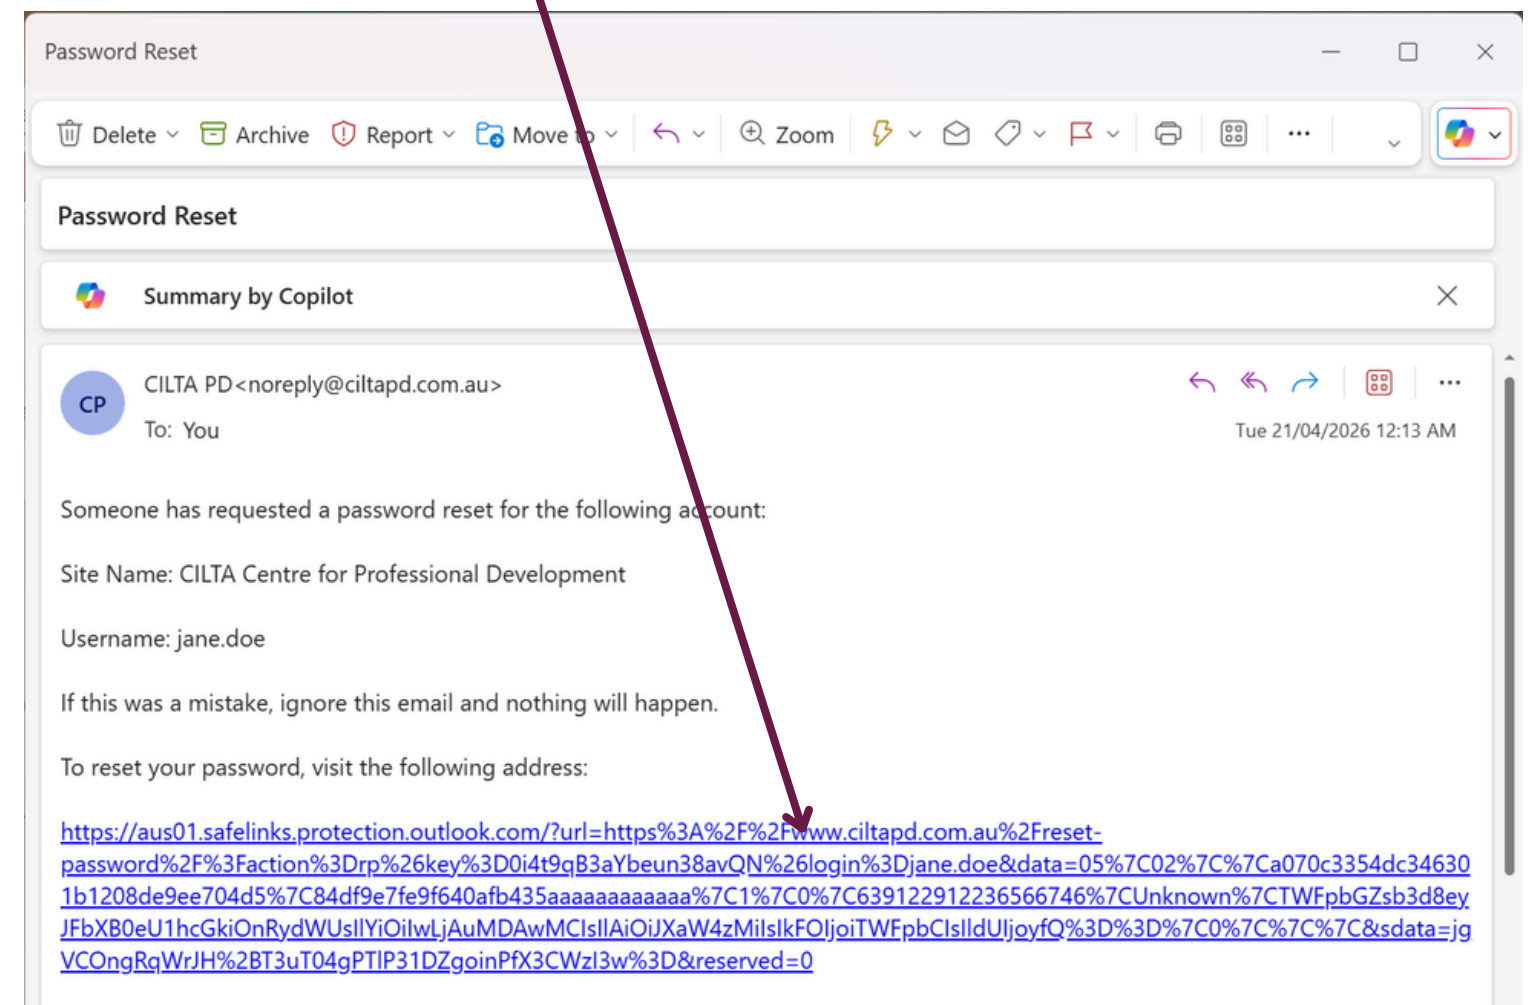 Password Reset
Delete Archive Report Move to Zoom
Password Reset
Summary by Copilot
CP
CILTA PD<noreply@ciltapd.com.au>
To: You
Tue 21/04/2026 12:13 AM
Someone has requested a password reset for the following account:
Site Name: CILTA Centre for Professional Development
Username: jane.doe
If this was a mistake, ignore this email and nothing will happen.
To reset your password, visit the following address:
https://aus01.safelinks.protection.outlook.com/?url=https%3A%2F%2Fwww.ciltapd.com.au%2Freset-
password%2F%3Faction%3Drp%26key%3D0i4t9qB3aYbeun38avQN%26login%3Djane.doe&data=05%7C02%7C%7Ca070c3354dc34630
1b1208de9ee704d5%7C84df9e7fe9f640afb435aaaaaaaaaaaa%7C1%7C0%7C639122912236566746%7CUnknown%7CTWFpbGZsb3d8ey
JFbXB0eU1hcGkiOnRydWUsIlYiOiIwLjAuMDAwMCIsIlAiOiJXaW4zMiIsIkFOIjoiTWFpbCIsIldUIjoyfQ%3D%3D%7C0%7C%7C%7C&sdata=jg
VCOngRqWrJH%2BT3uT04gPTlP31DZgoinPfX3CWzI3w%3D&reserved=0